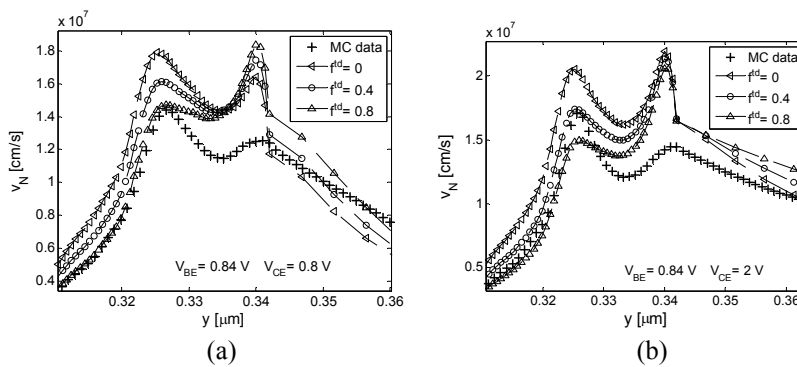 (a)
x 10⁷
1.8
1.6
1.4
1.2
1
0.8
0.6
0.4
v_N [cm/s]
MC data
f^td= 0
f^td= 0.4
f^td= 0.8
V_BE= 0.84 V V_CE= 0.8 V
0.32 0.33 0.34 0.35 0.36
y [μm]
(a)
b)
x 10⁷
2
1.5
1
0.5
v_N [cm/s]
MC data
f^td= 0
f^td= 0.4
f^td= 0.8
V_BE= 0.84 V V_CE= 2 V
0.32 0.33 0.34 0.35 0.36
y [μm]
(b)